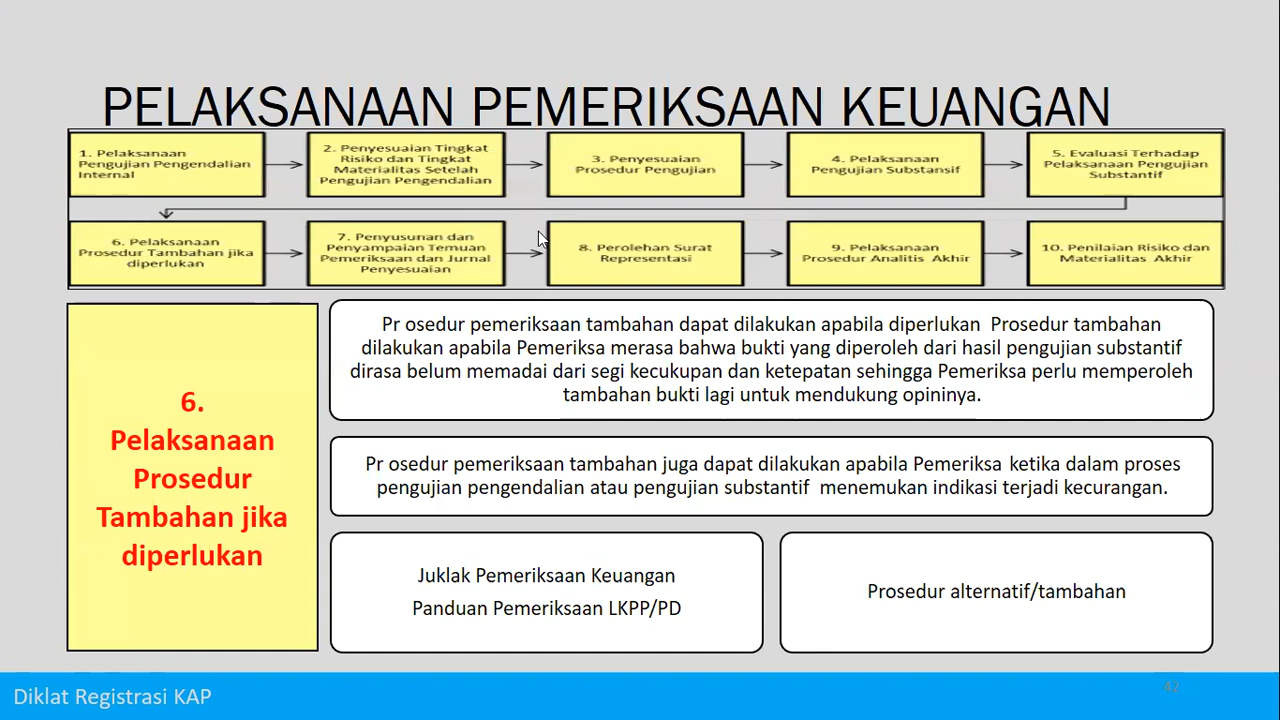 PELAKSANAAN PEMERIKSAAN KEUANGAN
1. Pelaksanaan
Pengujian Pengendalian
Internal
2. Penyesuaian Tingkat
Risiko dan Tingkat
Materialitas Setelah
Pengujian Pengendalian
3. Penyesuaian
Prosedur Pengujian
4. Pelaksanaan
Pengujian Substansif
5. Evaluasi Terhadap
Pelaksanaan Pengujian
Substantif
6. Pelaksanaan
Prosedur Tambahan jika
diperlukan
7. Penyusunan dan
Penyampaian Temuan
Pemeriksaan dan Jurnal
Penyesuaian
8. Perolehan Surat
Representasi
9. Pelaksanaan
Prosedur Analitis Akhir
10. Penilaian Risiko dan
Materialitas Akhir
6.
Pelaksanaan
Prosedur
Tambahan jika
diperlukan
Pr osedur pemeriksaan tambahan dapat dilakukan apabila diperlukan Prosedur tambahan
dilakukan apabila Pemeriksa merasa bahwa bukti yang diperoleh dari hasil pengujian substantif
dirasa belum memadai dari segi kecukupan dan ketepatan sehingga Pemeriksa perlu memperoleh
tambahan bukti lagi untuk mendukung opininya.
Pr osedur pemeriksaan tambahan juga dapat dilakukan apabila Pemeriksa ketika dalam proses
pengujian pengendalian atau pengujian substantif menemukan indikasi terjadi kecurangan.
Juklak Pemeriksaan Keuangan
Panduan Pemeriksaan LKPP/PD
Prosedur alternatif/tambahan
Diklat Registrasi KAP
42